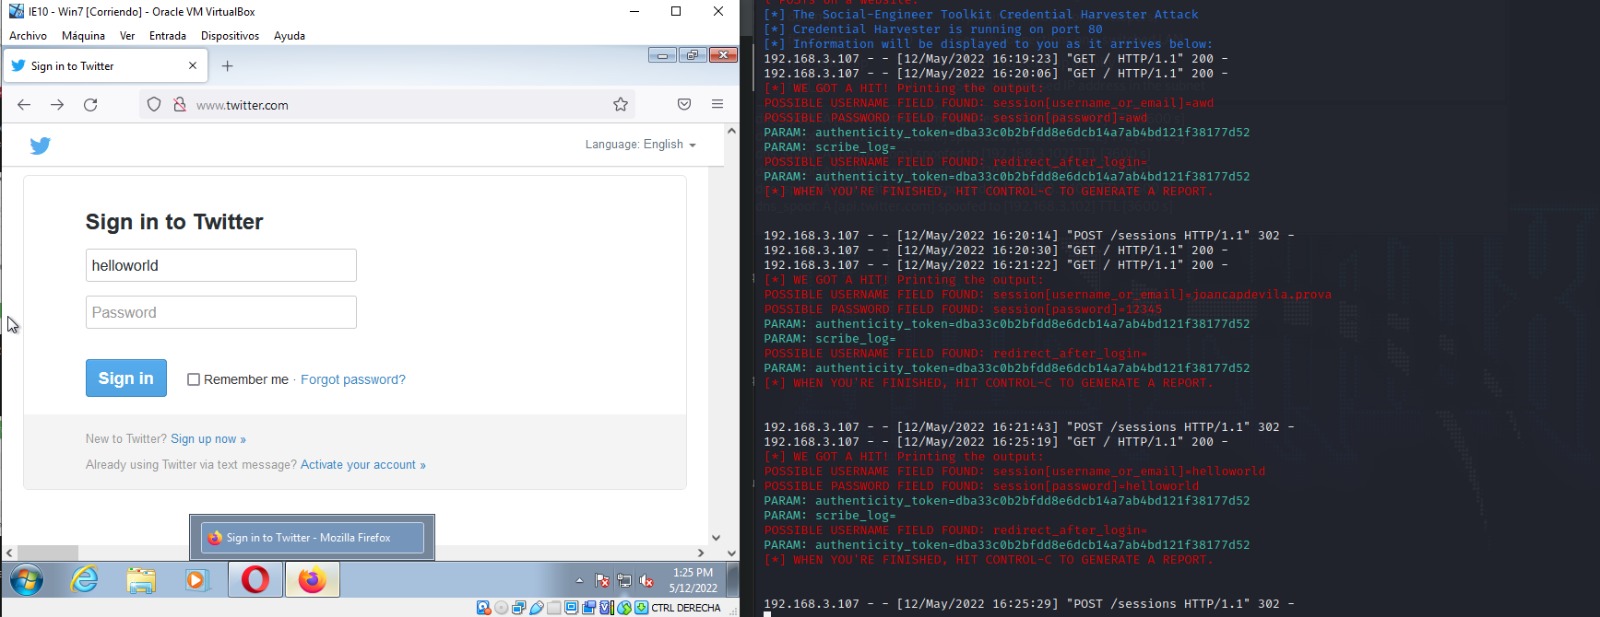 IE10 - Win7 [Corriendo] - Oracle VM VirtualBox
Archivo Máquina Ver Entrada Dispositivos Ayuda
Sign in to Twitter
www.twitter.com
Language: English
Sign in to Twitter
helloworld
Password
Sign in
Remember me · Forgot password?
New to Twitter? Sign up now »
Already using Twitter via text message? Activate your account »
Sign in to Twitter - Mozilla Firefox
1:25 PM
5/12/2022
CTRL DERECHA
t POSTs on a website.
[*] The Social-Engineer Toolkit Credential Harvester Attack
[*] Credential Harvester is running on port 80
[*] Information will be displayed to you as it arrives below:
192.168.3.107 - - [12/May/2022 16:19:23] "GET / HTTP/1.1" 200 -
192.168.3.107 - - [12/May/2022 16:20:06] "GET / HTTP/1.1" 200 -
[*] WE GOT A HIT! Printing the output:
POSSIBLE USERNAME FIELD FOUND: session[username_or_email]=awd
POSSIBLE PASSWORD FIELD FOUND: session[password]=awd
PARAM: authenticity_token=dba33c0b2bfdd8e6dcb14a7ab4bd121f38177d52
PARAM: scribe_log=
POSSIBLE USERNAME FIELD FOUND: redirect_after_login=
PARAM: authenticity_token=dba33c0b2bfdd8e6dcb14a7ab4bd121f38177d52
[*] WHEN YOU'RE FINISHED, HIT CONTROL-C TO GENERATE A REPORT.
192.168.3.107 - - [12/May/2022 16:20:14] "POST /sessions HTTP/1.1" 302 -
192.168.3.107 - - [12/May/2022 16:20:30] "GET / HTTP/1.1" 200 -
192.168.3.107 - - [12/May/2022 16:21:22] "GET / HTTP/1.1" 200 -
[*] WE GOT A HIT! Printing the output:
POSSIBLE USERNAME FIELD FOUND: session[username_or_email]=joancapdevila.prova
POSSIBLE PASSWORD FIELD FOUND: session[password]=12345
PARAM: authenticity_token=dba33c0b2bfdd8e6dcb14a7ab4bd121f38177d52
PARAM: scribe_log=
POSSIBLE USERNAME FIELD FOUND: redirect_after_login=
PARAM: authenticity_token=dba33c0b2bfdd8e6dcb14a7ab4bd121f38177d52
[*] WHEN YOU'RE FINISHED, HIT CONTROL-C TO GENERATE A REPORT.
192.168.3.107 - - [12/May/2022 16:21:43] "POST /sessions HTTP/1.1" 302 -
192.168.3.107 - - [12/May/2022 16:25:19] "GET / HTTP/1.1" 200 -
[*] WE GOT A HIT! Printing the output:
POSSIBLE USERNAME FIELD FOUND: session[username_or_email]=helloworld
POSSIBLE PASSWORD FIELD FOUND: session[password]=helloworld
PARAM: authenticity_token=dba33c0b2bfdd8e6dcb14a7ab4bd121f38177d52
PARAM: scribe_log=
POSSIBLE USERNAME FIELD FOUND: redirect_after_login=
PARAM: authenticity_token=dba33c0b2bfdd8e6dcb14a7ab4bd121f38177d52
[*] WHEN YOU'RE FINISHED, HIT CONTROL-C TO GENERATE A REPORT.
192.168.3.107 - - [12/May/2022 16:25:29] "POST /sessions HTTP/1.1" 302 -